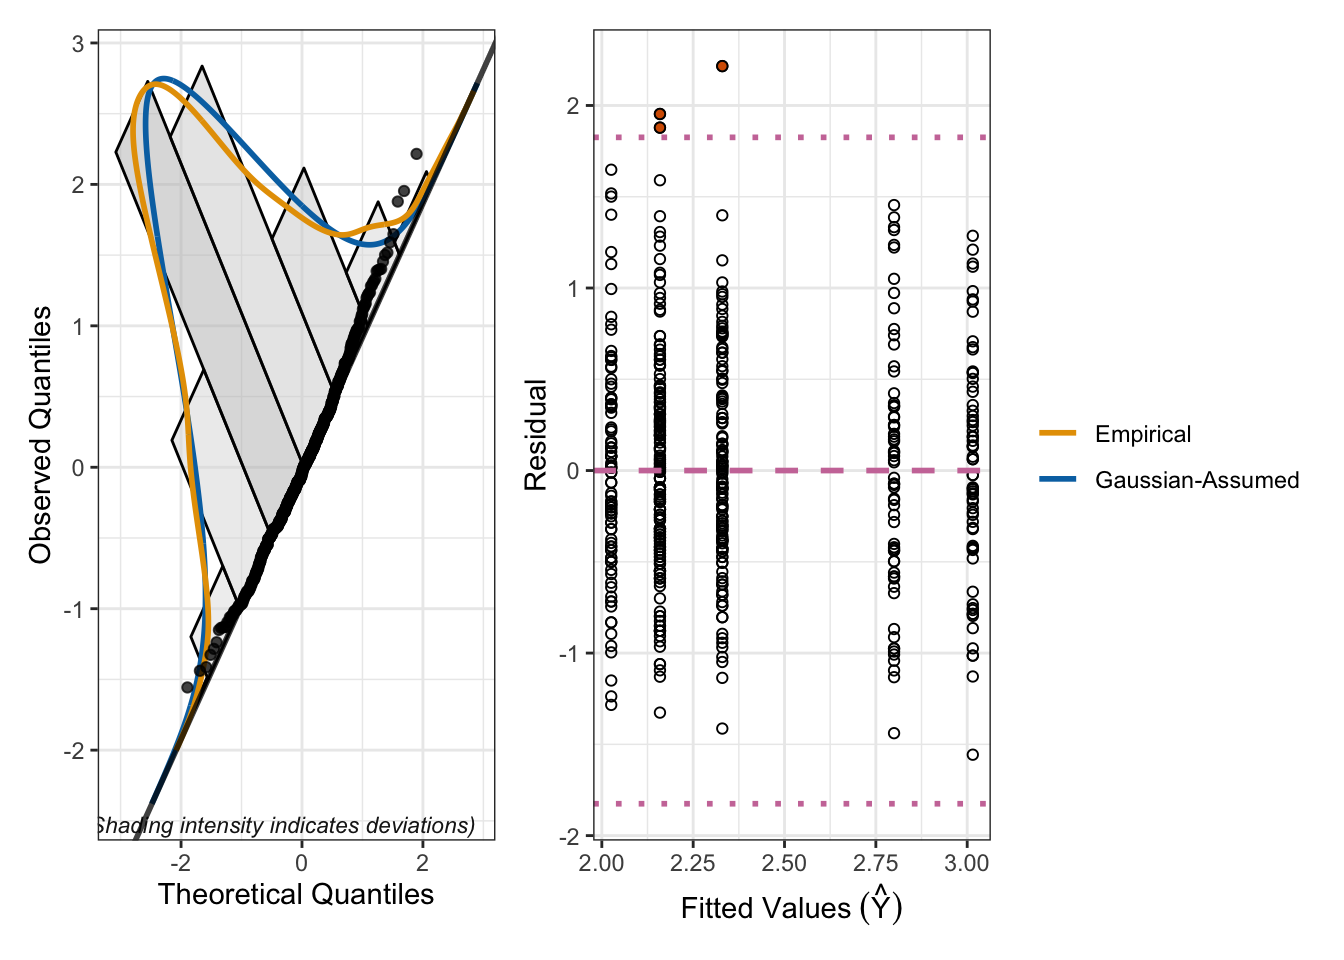 3
2
1
0
-1
-2
Observed Quantiles
Shading intensity indicates deviations)
-2
0
2
Theoretical Quantiles
2
1
0
-1
-2
Residual
2.00
2.25
2.50
2.75
3.00
Fitted Values (Ŷ)
Empirical
Gaussian-Assumed